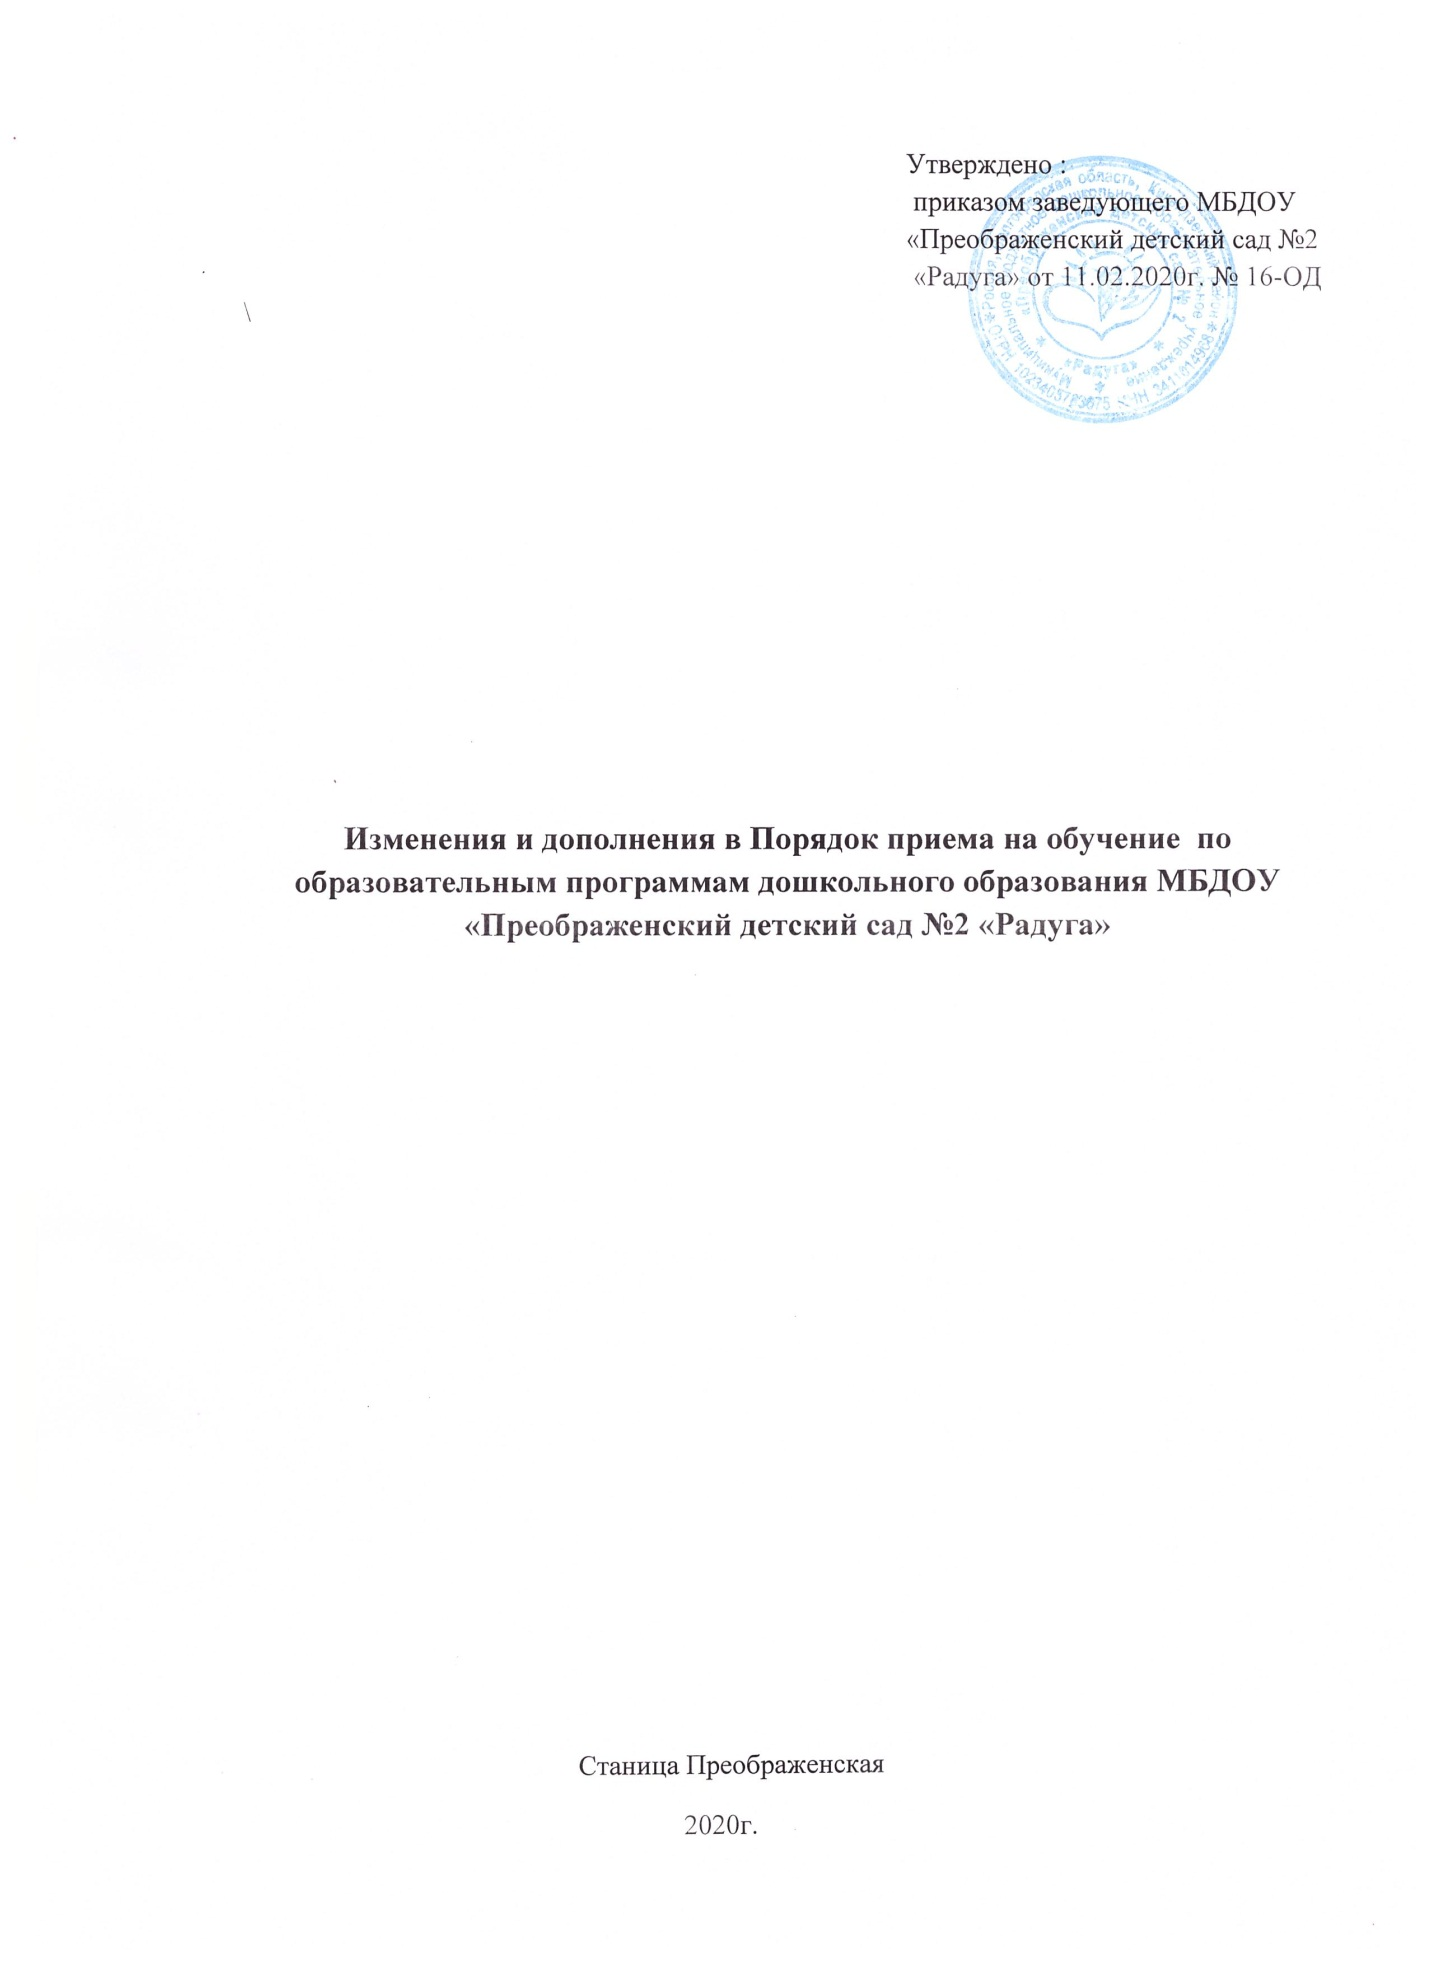 Утверждено :
приказом заведующего МБДОУ
«Преображенский детский сад №2
«Радуга» от 11.02.2020г. № 16-ОД
«Радуга»
Изменения и дополнения в Порядок приема на обучение по
образовательным программам дошкольного образования МБДОУ
«Преображенский детский сад №2 «Радуга»
Станица Преображенская
2020г.